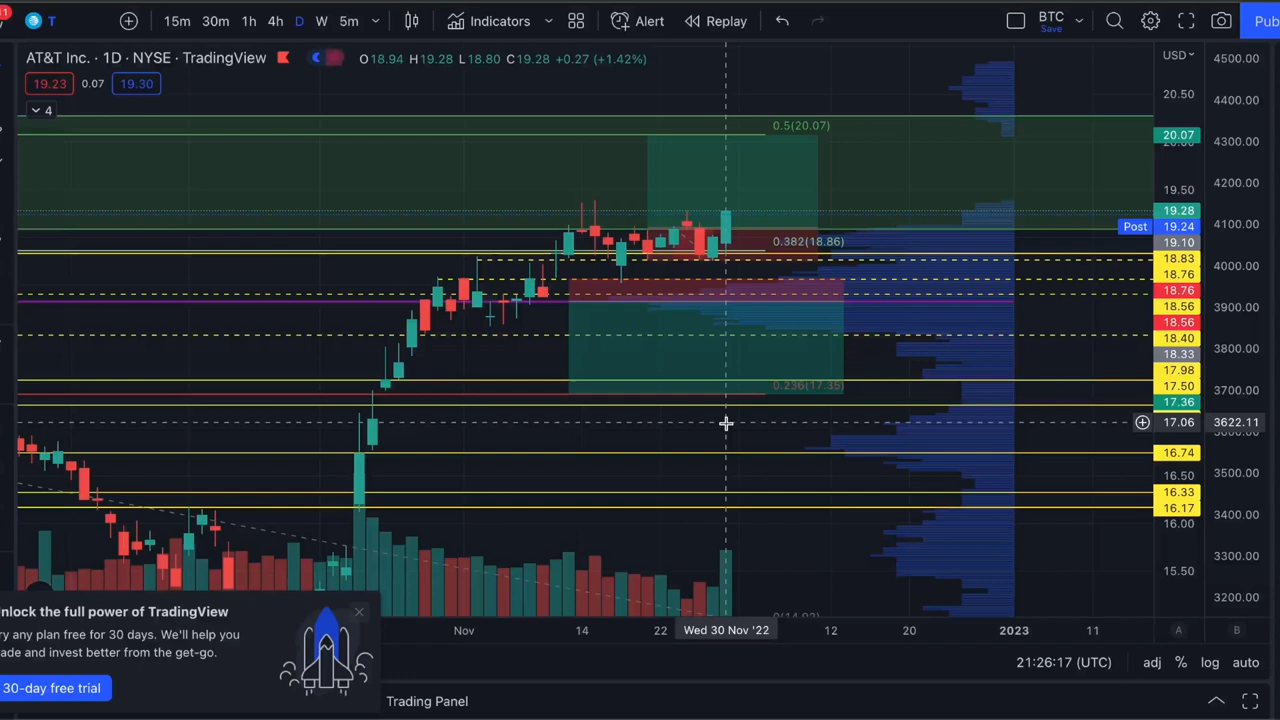 11
T
15m 30m 1h 4h D W 5m
Indicators
Alert
Replay
BTC
Save
Pub
AT&T Inc. · 1D · NYSE · TradingView
O18.94 H19.28 L18.80 C19.28 +0.27 (+1.42%)
19.23 0.07 19.30
4
USD
0.5(20.07)
0.382(18.86)
0.236(17.35)
20.50
20.07
19.50
19.28
Post 19.24
19.10
18.83
18.76
18.76
18.56
18.56
18.40
18.33
17.98
17.50
17.36
17.06
16.74
16.50
16.33
16.17
16.00
15.50
4500.00
4400.00
4300.00
4200.00
4100.00
4000.00
3900.00
3800.00
3700.00
3622.11
3500.00
3400.00
3300.00
3200.00
Nov 14 22 Wed 30 Nov '22 12 20 2023 11
A B
nlock the full power of TradingView
ry any plan free for 30 days. We'll help you
ade and invest better from the get-go.
30-day free trial
21:26:17 (UTC) adj % log auto
Trading Panel